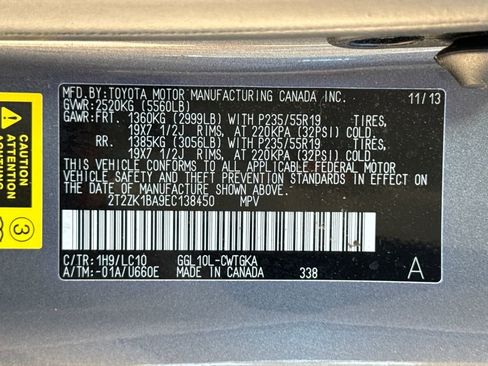 MFD.BY:TOYOTA MOTOR MANUFACTURING CANADA INC. 11/13
GVWR:2520KG (5560LB)
GAWR:FRT. 1360KG (2999LB) WITH P235/55R19 TIRES,
19X7 1/2J RIMS, AT 220KPA (32PSI) COLD.
RR. 1385KG (3056LB) WITH P235/55R19 TIRES,
19X7 1/2J RIMS, AT 220KPA (32PSI) COLD.
THIS VEHICLE CONFORMS TO ALL APPLICABLE FEDERAL MOTOR
VEHICLE SAFETY AND THEFT PREVENTION STANDARDS IN EFFECT
ON THE DATE OF MANUFACTURE SHOWN ABOVE.
2T2ZK1BA9EC138450 MPV
C/TR:1H9/LC10 GGL10L-CWTGKA
A/TM:-01A/U660E MADE IN CANADA 338 A
CAUTION
ATTENTION
3